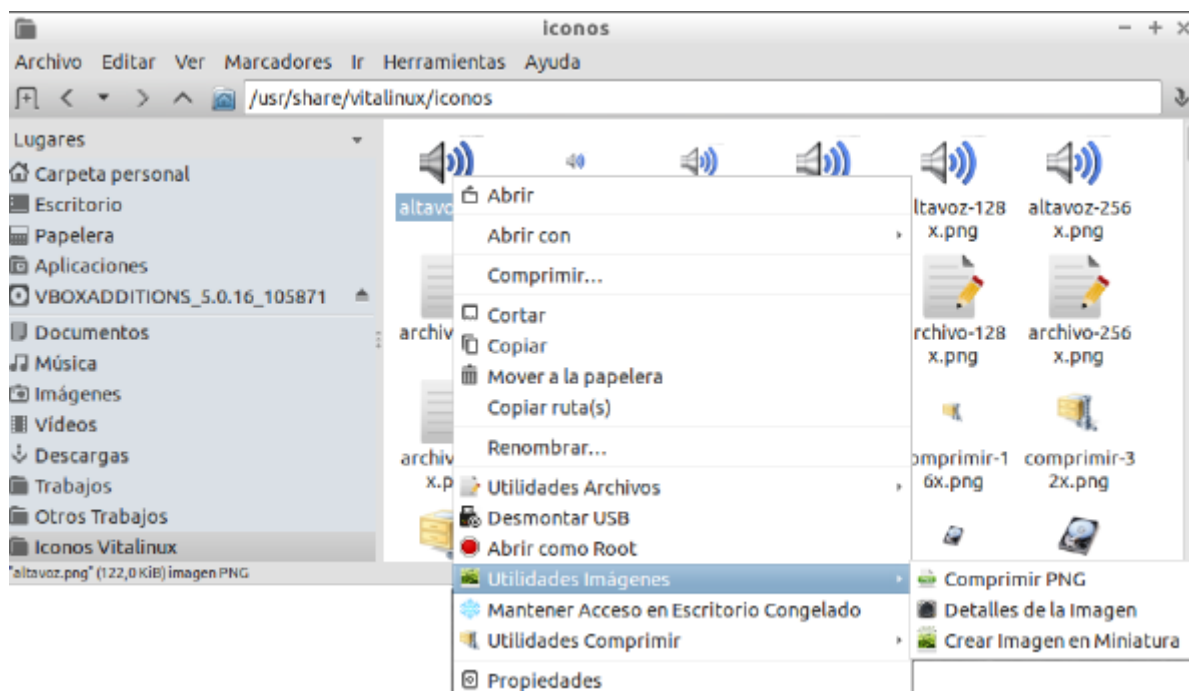 iconos
Archivo Editar Ver Marcadores Ir Herramientas Ayuda
/usr/share/vitalinux/iconos
Lugares
Carpeta personal
Escritorio
Papelera
Aplicaciones
VBOXADDITIONS_5.0.16_105871
Documentos
Música
Imágenes
Vídeos
Descargas
Trabajos
Otros Trabajos
Iconos Vitalinux
"altavoz.png" (122,0 KiB) imagen PNG
altavo
ltavoz-128
x.png
altavoz-256
x.png
archiv
rchivo-128
x.png
archivo-256
x.png
archiv
x.p
omprimir-1
6x.png
comprimir-3
2x.png
Abrir
Abrir con
Comprimir...
Cortar
Copiar
Mover a la papelera
Copiar ruta(s)
Renombrar...
Utilidades Archivos
Desmontar USB
Abrir como Root
Utilidades Imágenes
Mantener Acceso en Escritorio Congelado
Utilidades Comprimir
Propiedades
Comprimir PNG
Detalles de la Imagen
Crear Imagen en Miniatura